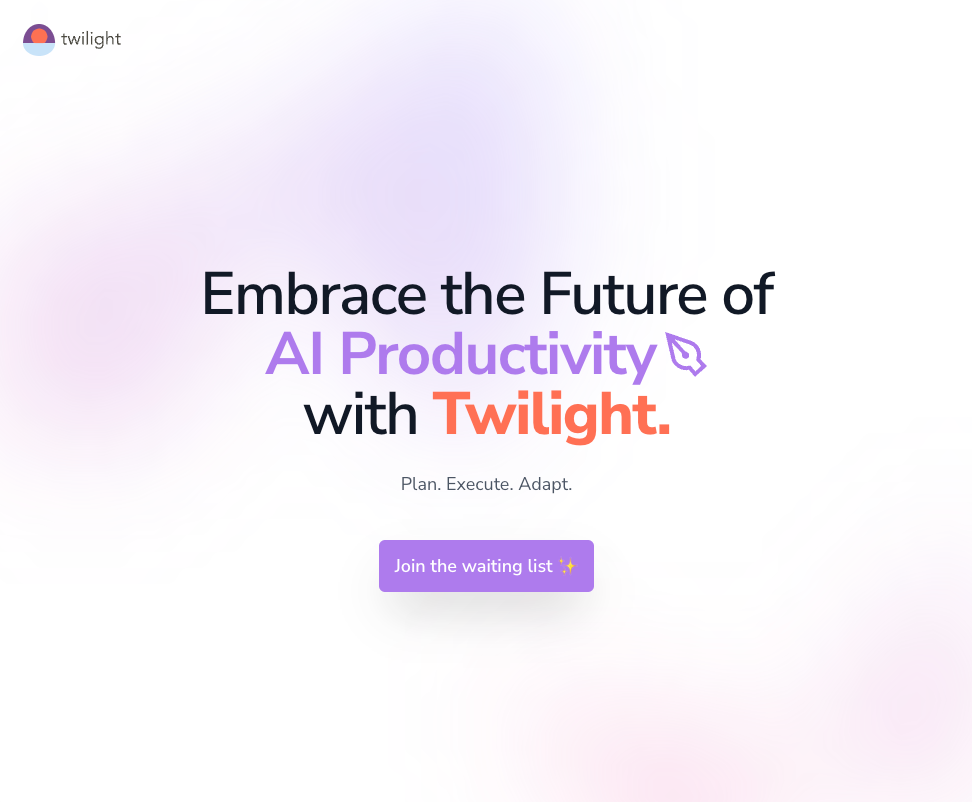 twilight
Embrace the Future of
AI Productivity
with Twilight.
Plan. Execute. Adapt.
Join the waiting list ✨